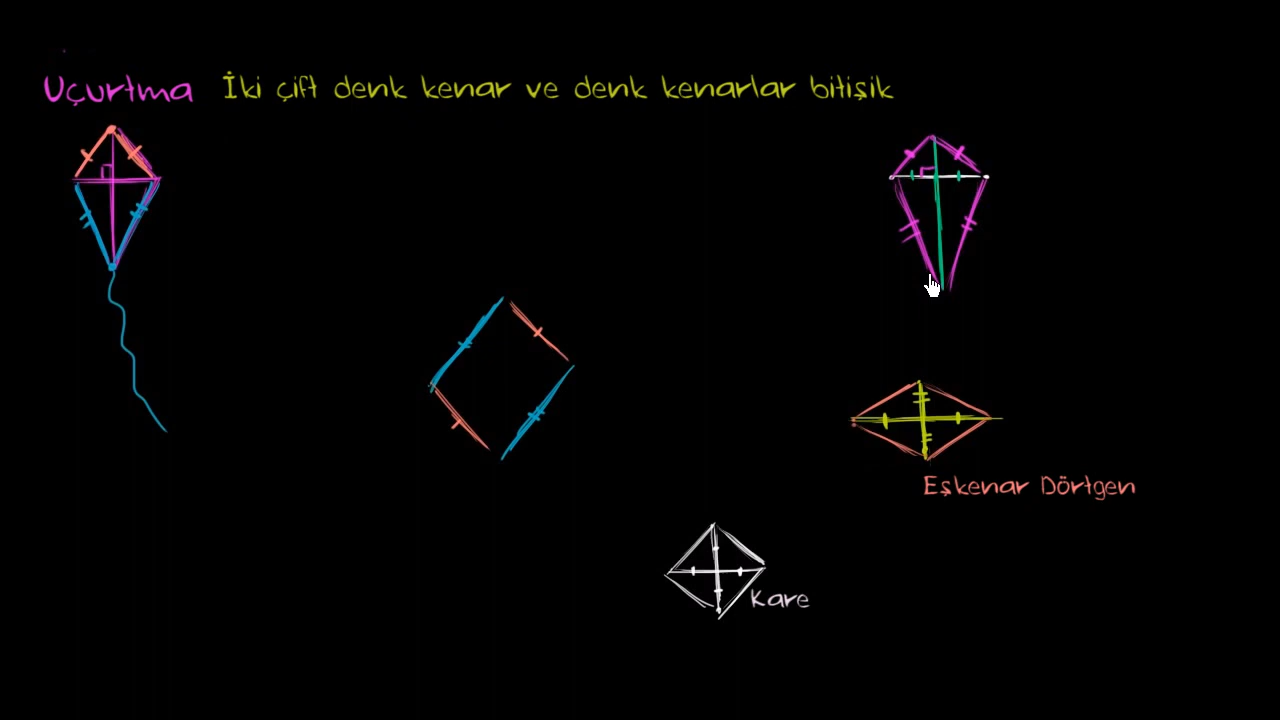 Uçurtma İki çift denk kenar ve denk kenarlar bitişik
Eşkenar Dörtgen
Kare